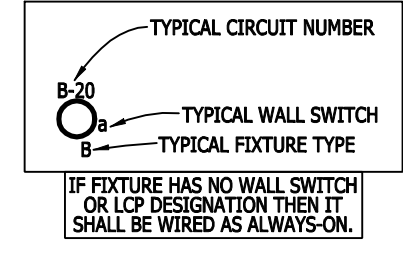 TYPICAL CIRCUIT NUMBER
B-20
a TYPICAL WALL SWITCH
B TYPICAL FIXTURE TYPE
IF FIXTURE HAS NO WALL SWITCH
OR LCP DESIGNATION THEN IT
SHALL BE WIRED AS ALWAYS-ON.